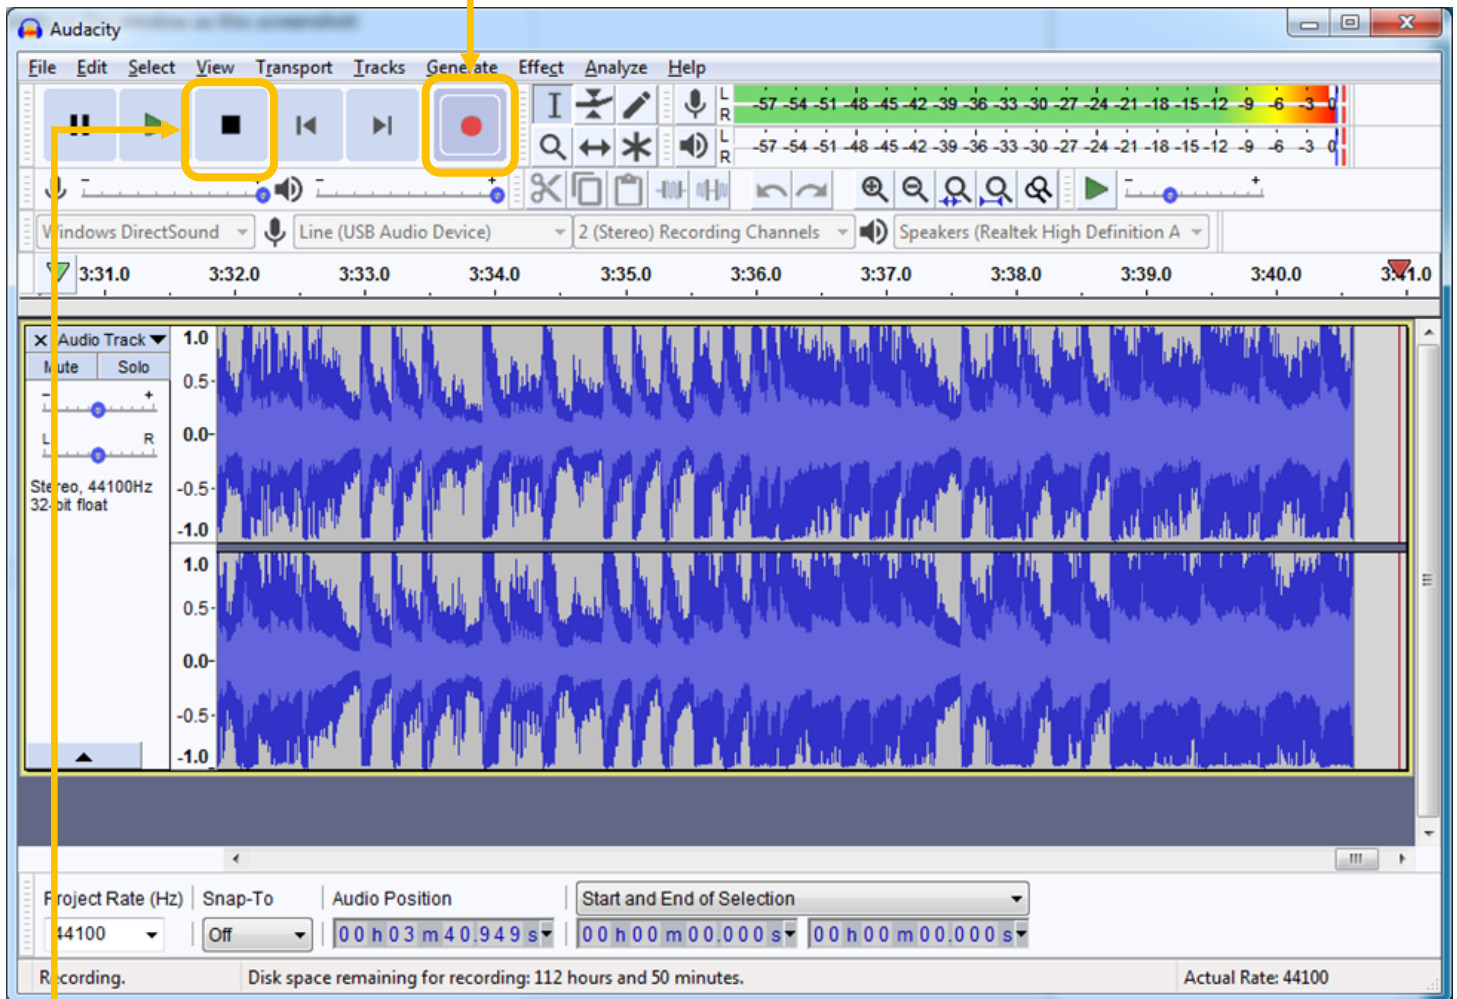 Audacity
File Edit Select View Transport Tracks Generate Effect Analyze Help
L
R
-57 -54 -51 -48 -45 -42 -39 -36 -33 -30 -27 -24 -21 -18 -15 -12 -9 -6 -3 0
L
R
-57 -54 -51 -48 -45 -42 -39 -36 -33 -30 -27 -24 -21 -18 -15 -12 -9 -6 -3 0
- + - + - +
Windows DirectSound Line (USB Audio Device) 2 (Stereo) Recording Channels Speakers (Realtek High Definition A
3:31.0 3:32.0 3:33.0 3:34.0 3:35.0 3:36.0 3:37.0 3:38.0 3:39.0 3:40.0 3:41.0
X Audio Track 1.0
Mute Solo
0.5
- +
0.0
L R
Stereo, 44100Hz -0.5
32-bit float
-1.0
1.0
0.5
0.0
-0.5
-1.0
Project Rate (Hz) Snap-To Audio Position Start and End of Selection
44100 Off 00 h 03 m 40.949 s 00 h 00 m 00.000 s 00 h 00 m 00.000 s
Recording. Disk space remaining for recording: 112 hours and 50 minutes. Actual Rate: 44100